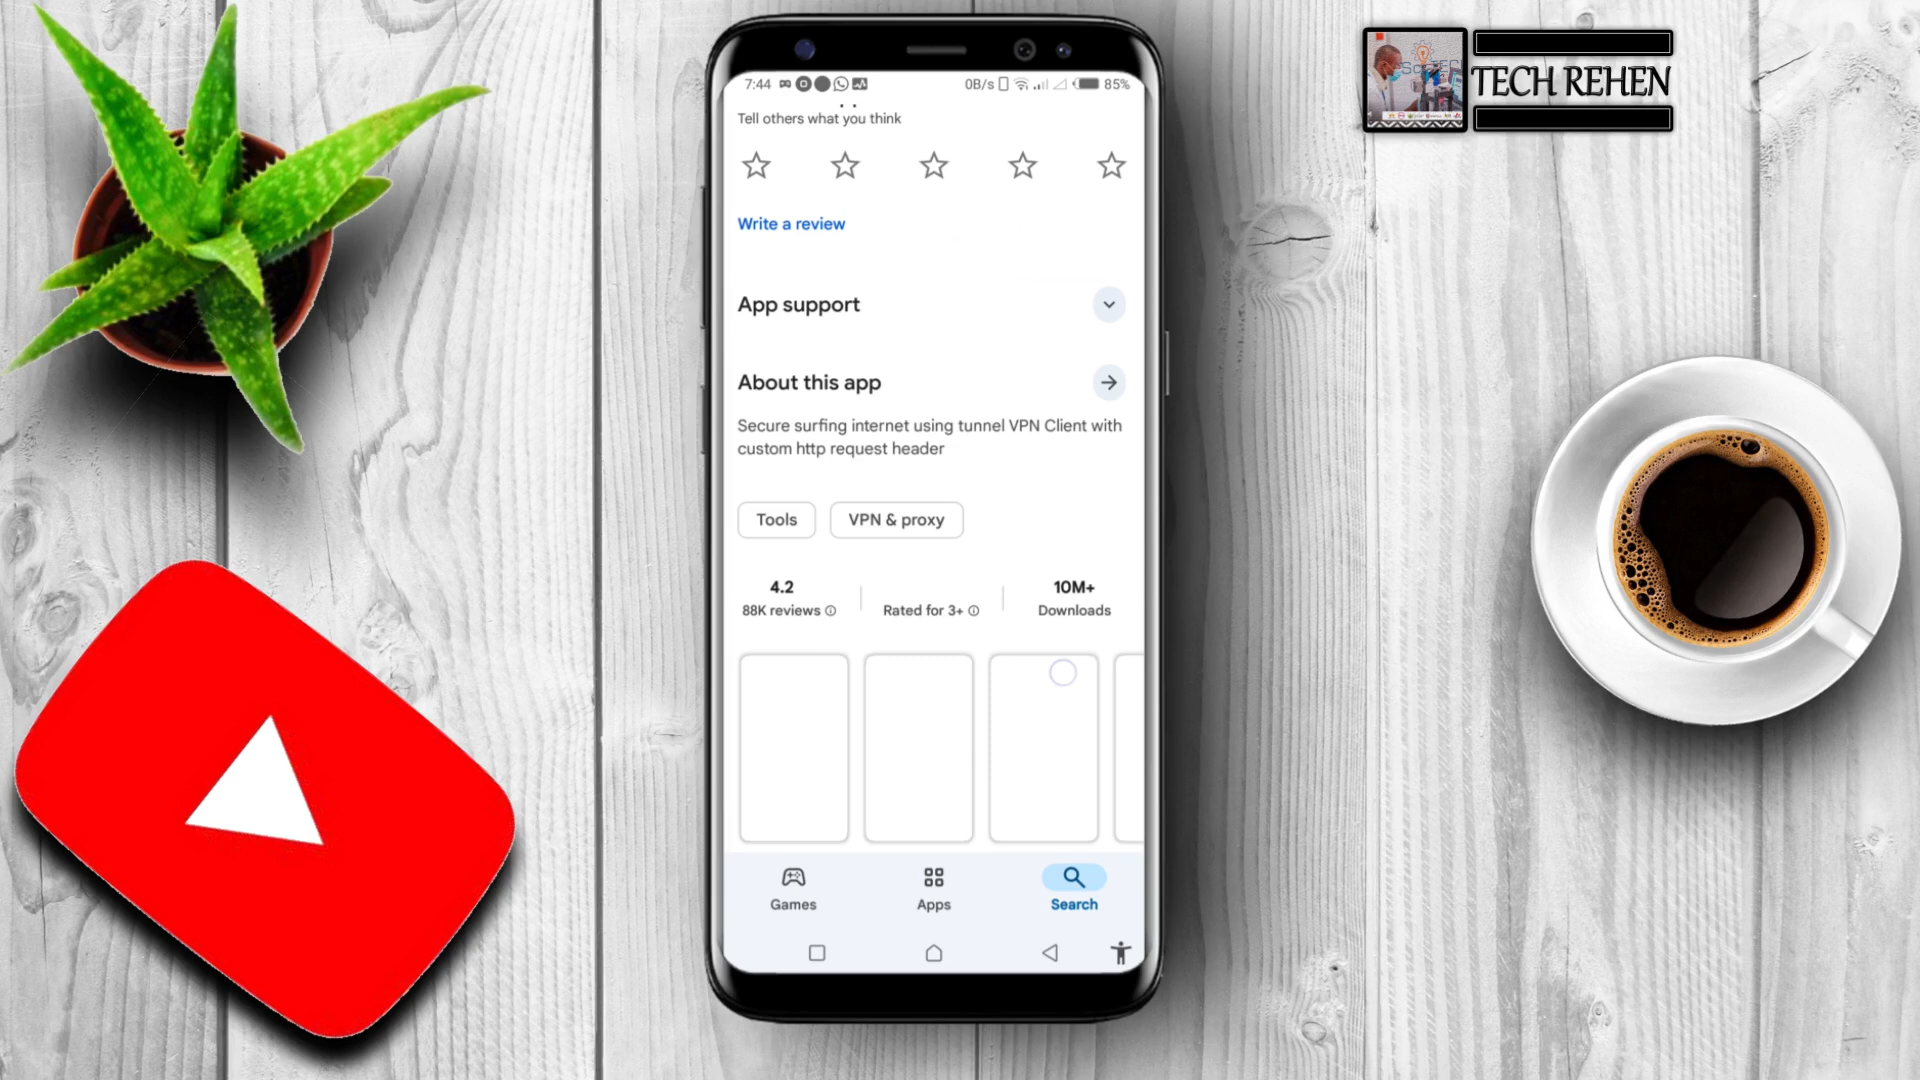 TECH REHEN
7:44
0B/s
85%
Tell others what you think
Write a review
App support
About this app
Secure surfing internet using tunnel VPN Client with
custom http request header
Tools
VPN & proxy
4.2
10M+
88K reviews
Rated for 3+
Downloads
Games
Apps
Search